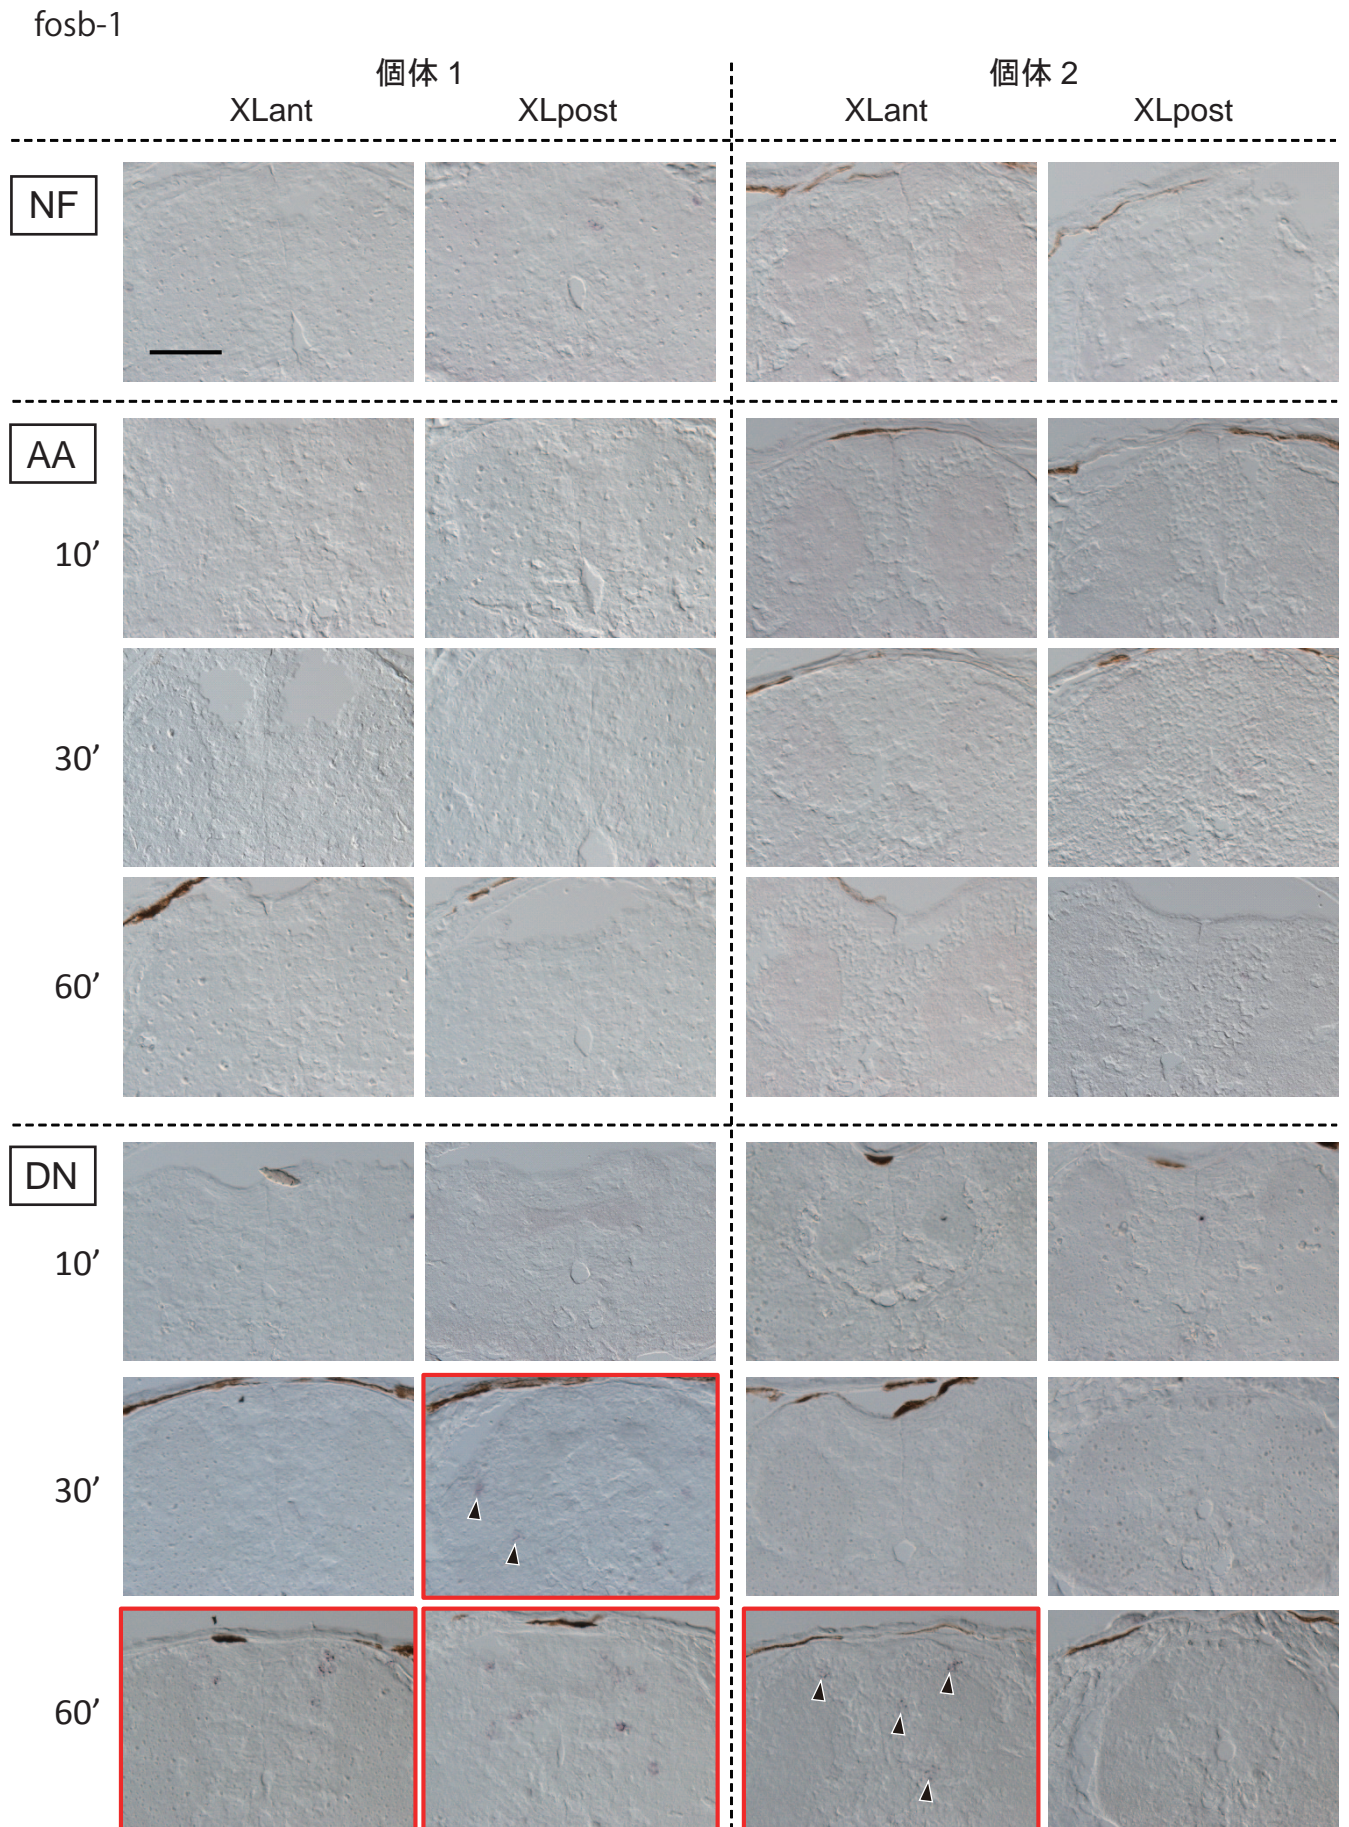 fosb-1
個体 1
個体 2
XLant
XLpost
XLant
XLpost
NF
AA
10’
30’
60’
DN
10’
30’
60’